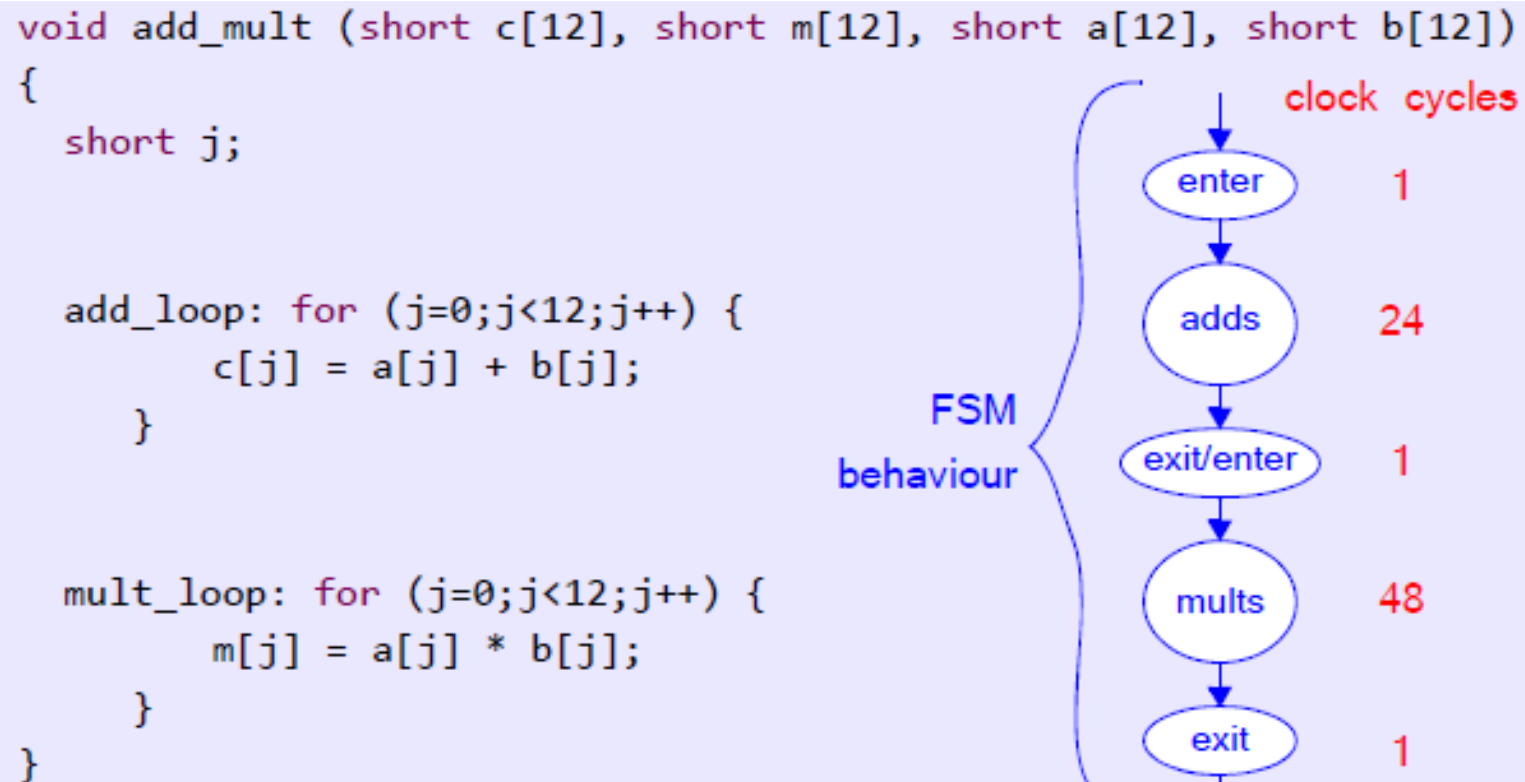 void add_mult (short c[12], short m[12], short a[12], short b[12])
{
short j;
add_loop: for (j=0;j<12;j++) {
c[j] = a[j] + b[j];
}
mult_loop: for (j=0;j<12;j++) {
m[j] = a[j] * b[j];
}
}
FSM
behaviour
clock cycles
enter 1
adds 24
exit/enter 1
mults 48
exit 1